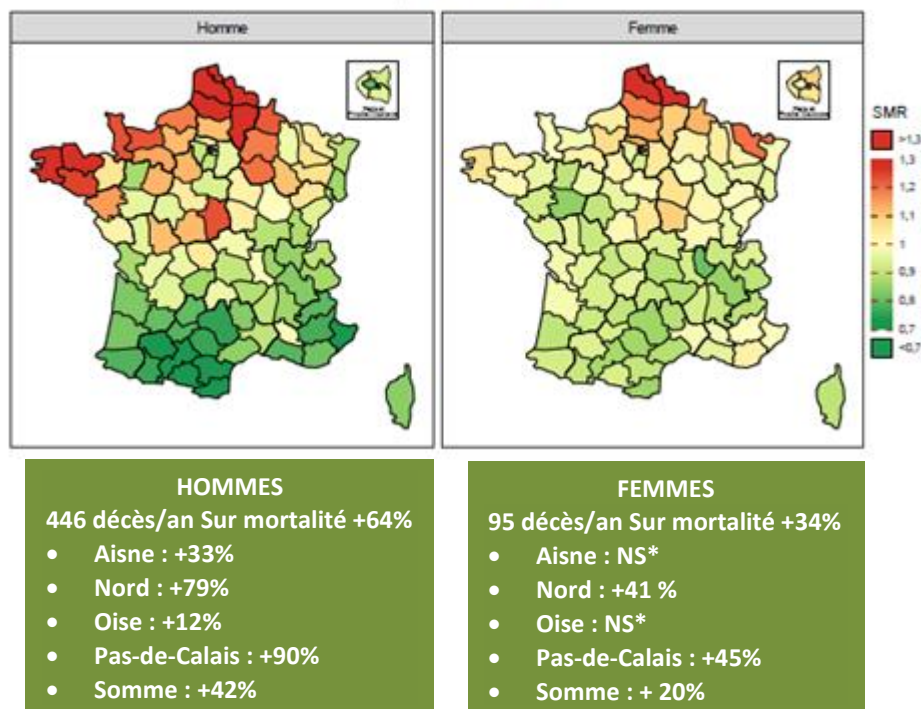 Homme
Femme
SMR
>1,3
1,3
1,2
1,1
1
0,9
0,8
0,7
<0,7
HOMMES
446 décès/an Sur mortalité +64%
• Aisne : +33%
• Nord : +79%
• Oise : +12%
• Pas-de-Calais : +90%
• Somme : +42%
FEMMES
95 décès/an Sur mortalité +34%
• Aisne : NS*
• Nord : +41 %
• Oise : NS*
• Pas-de-Calais : +45%
• Somme : + 20%